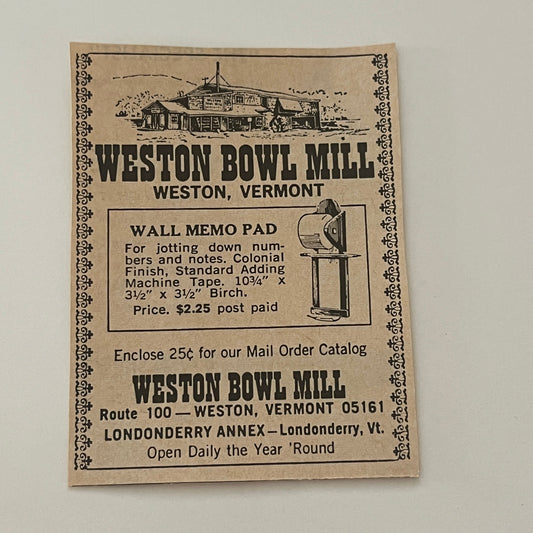 WESTON BOWL MILL
WESTON, VERMONT
WALL MEMO PAD
For jotting down num-
bers and notes. Colonial
Finish, Standard Adding
Machine Tape. 10¾" x
3½" x 3½" Birch.
Price. $2.25 post paid
Enclose 25¢ for our Mail Order Catalog
WESTON BOWL MILL
Route 100 — WESTON, VERMONT 05161
LONDONDERRY ANNEX — Londonderry, Vt.
Open Daily the Year 'Round